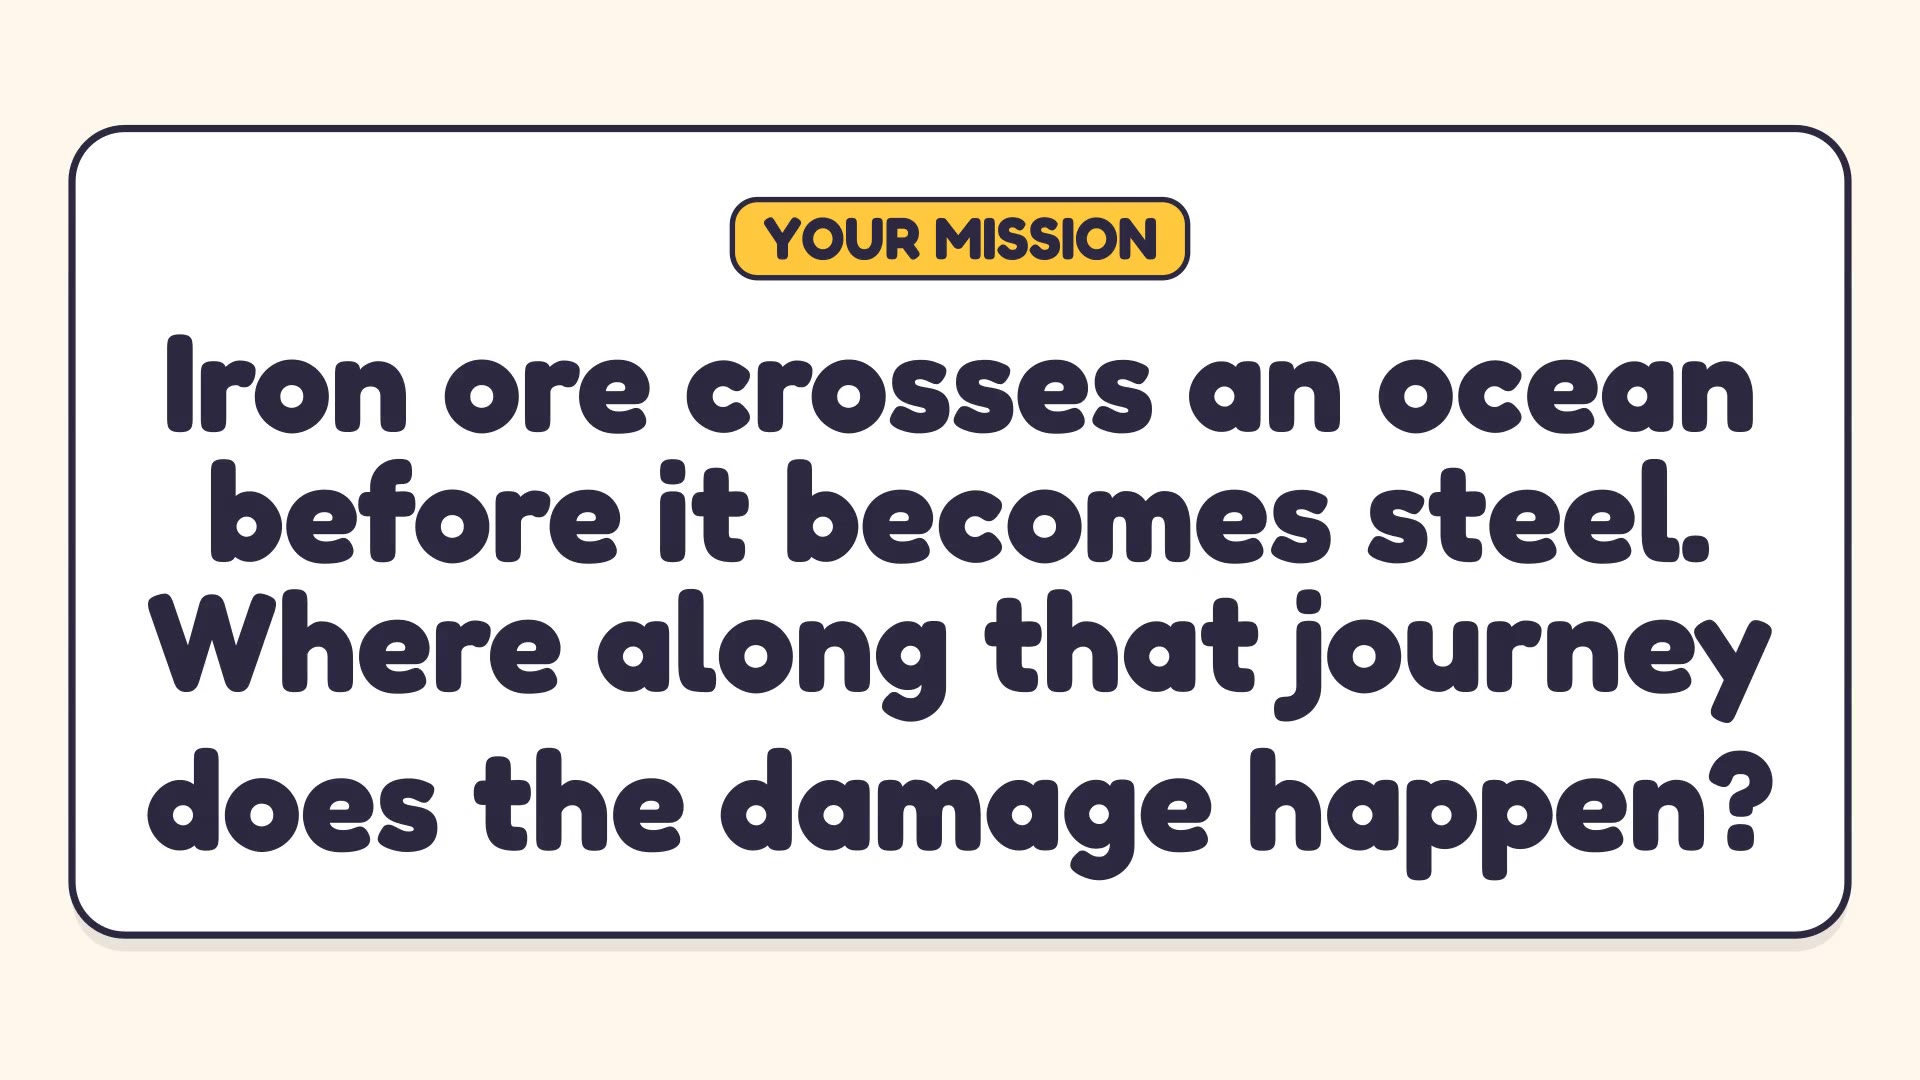 YOUR MISSION
Iron ore crosses an ocean
before it becomes steel.
Where along that journey
does the damage happen?